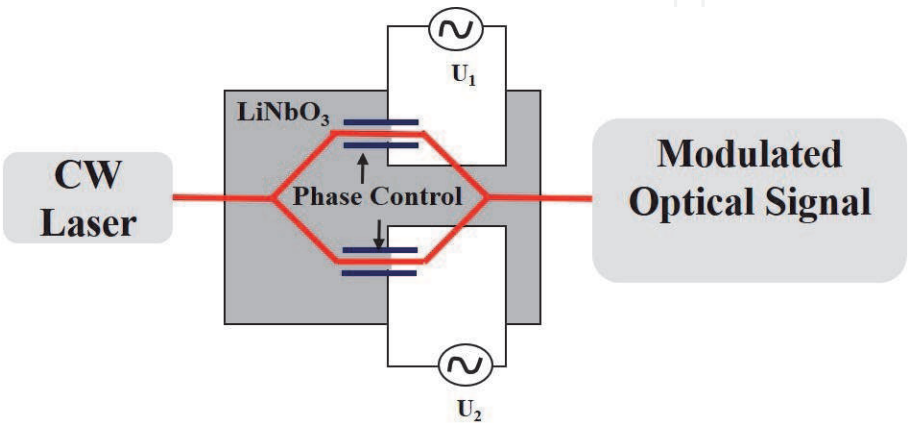 U₁
LiNbO₃
CW
Laser
Phase Control
Modulated
Optical Signal
U₂